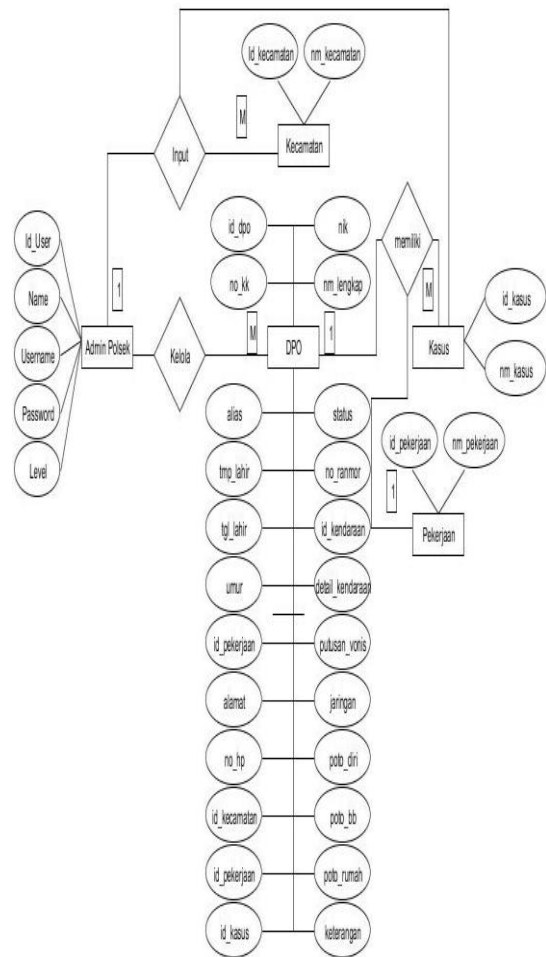 Id_kecamatan
nm_kecamatan
M
Input
Kecamatan
id_dpo
nik
memiliki
Id_User
no_kk
nm_lengkap
Name
1
M
id_kasus
Admin Polsek
Kelola
M
DPO
1
Kasus
Username
nm_kasus
Password
alias
status
id_pekerjaan
nm_pekerjaan
Level
tmp_lahir
no_ranmor
1
tgl_lahir
id_kendaraan
Pekerjaan
umur
detail_kendaraan
id_pekerjaan
putusan_vonis
alamat
jaringan
no_hp
poto_diri
id_kecamatan
poto_bb
id_pekerjaan
poto_rumah
id_kasus
keterangan